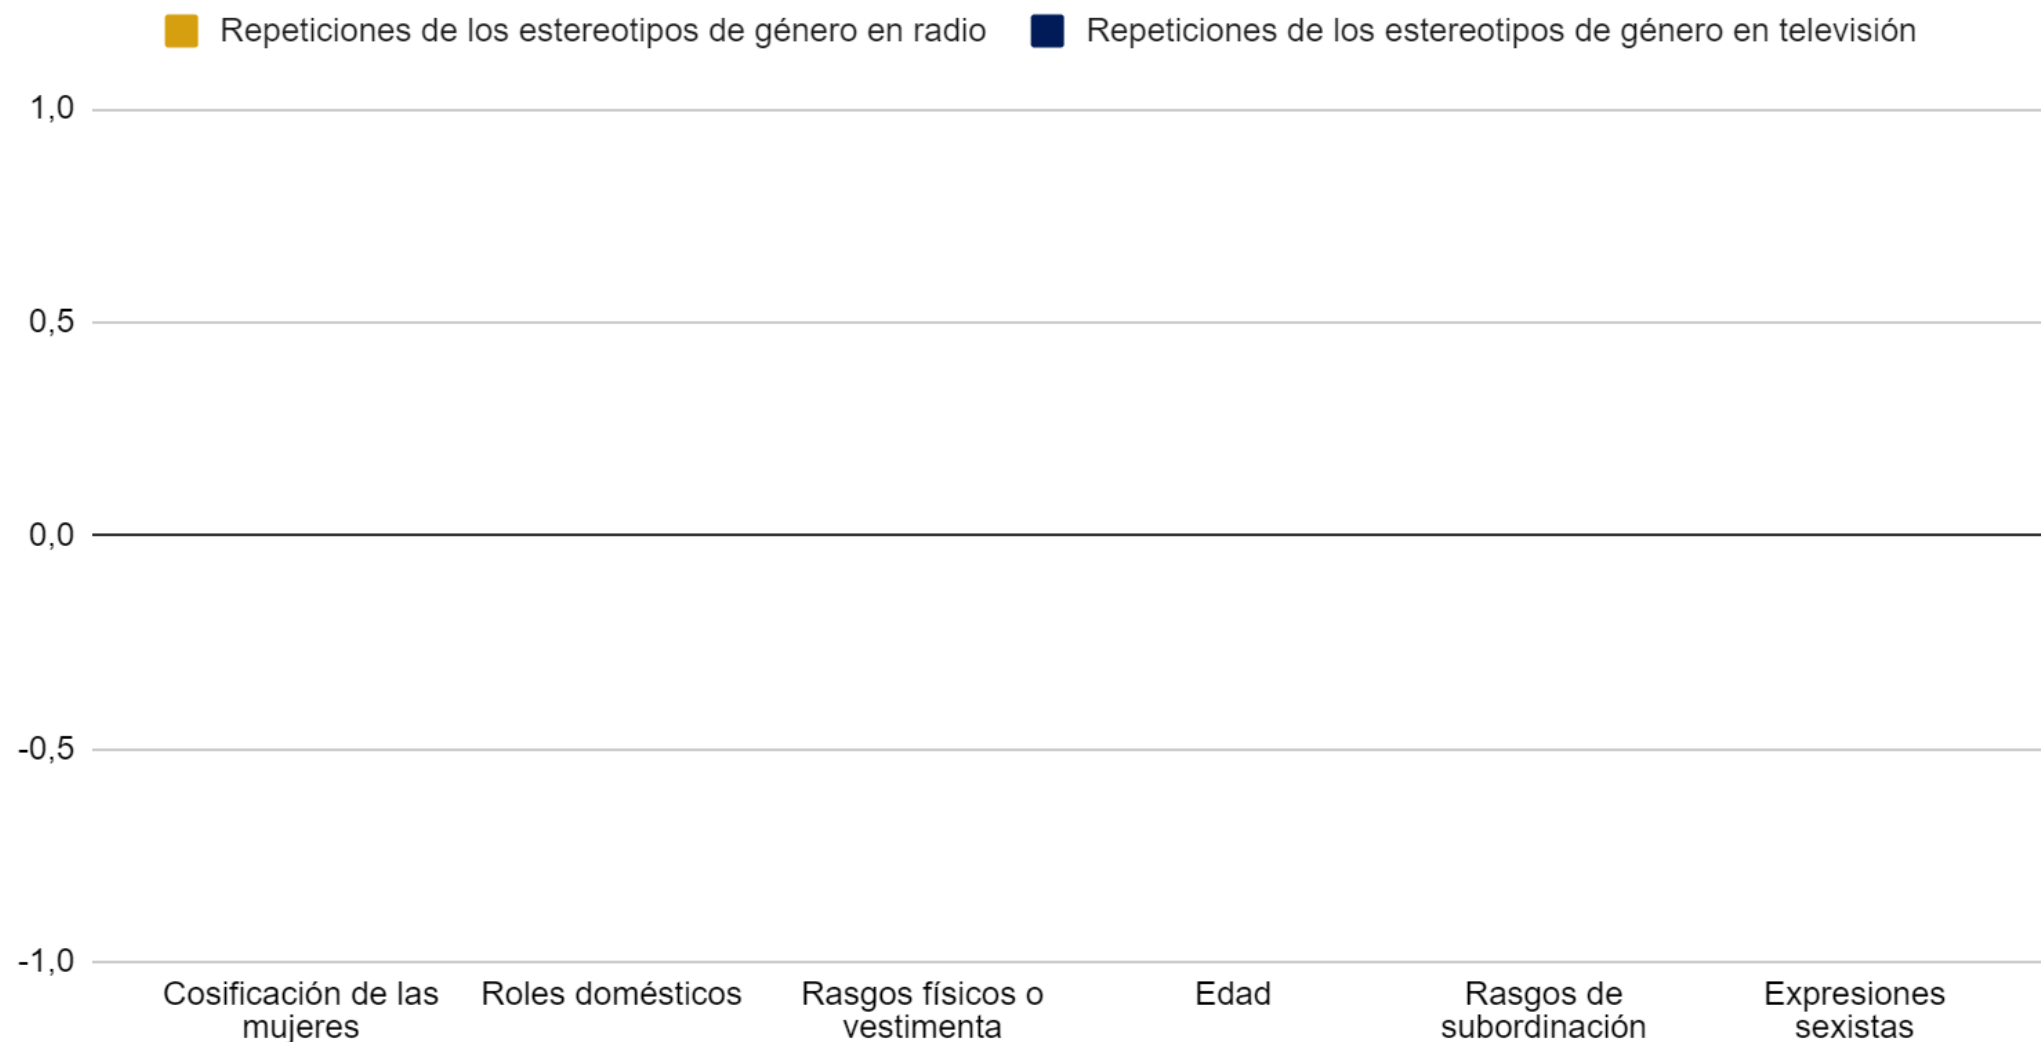 Repeticiones de los estereotipos de género en radio Repeticiones de los estereotipos de género en televisión
1,0
0,5
0,0
-0,5
-1,0
Cosificación de las mujeres
Roles domésticos
Rasgos físicos o vestimenta
Edad
Rasgos de subordinación
Expresiones sexistas